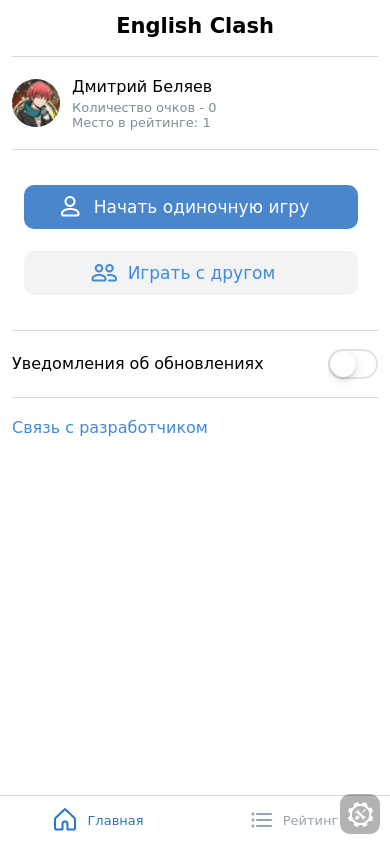 English Clash
Дмитрий Беляев
Количество очков - 0
Место в рейтинге: 1
Начать одиночную игру
Играть с другом
Уведомления об обновлениях
Связь с разработчиком
Главная
Рейтинг